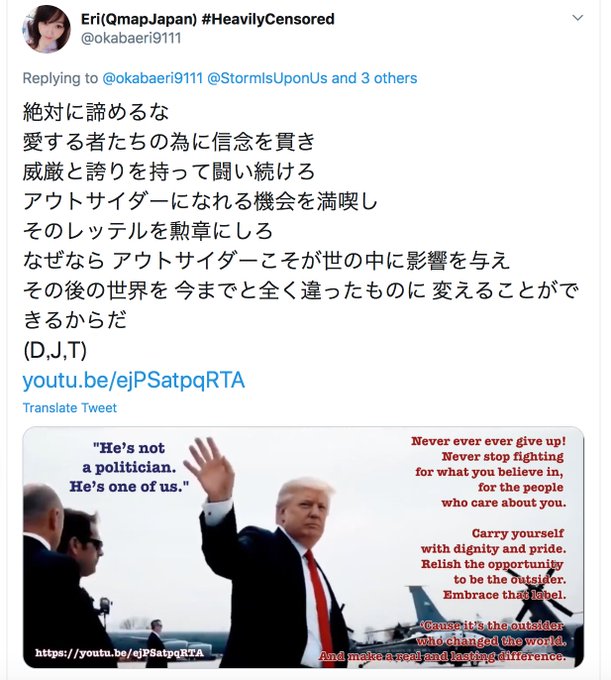 Eri(QmapJapan) #HeavilyCensored
@okabaeri9111
Replying to @okabaeri9111 @StormIsUponUs and 3 others
絶対に諦めるな
愛する者たちの為に信念を貫き
威厳と誇りを持って闘い続けろ
アウトサイダーになれる機会を満喫し
そのレッテルを勲章にしろ
なぜなら アウトサイダーこそが世の中に影響を与え
その後の世界を 今までと全く違ったものに 変えることがで
きるからだ
(D,J,T)
youtu.be/ejPSatpqRTA
Translate Tweet
"He's not
a politician.
He's one of us."
Never ever ever give up!
Never stop fighting
for what you believe in,
for the people
who care about you.
Carry yourself
with dignity and pride.
Relish the opportunity
to be the outsider.
Embrace that label.
'Cause it's the outsider
who changed the world.
And make a real and lasting difference.
https://youtu.be/ejPSatpqRTA